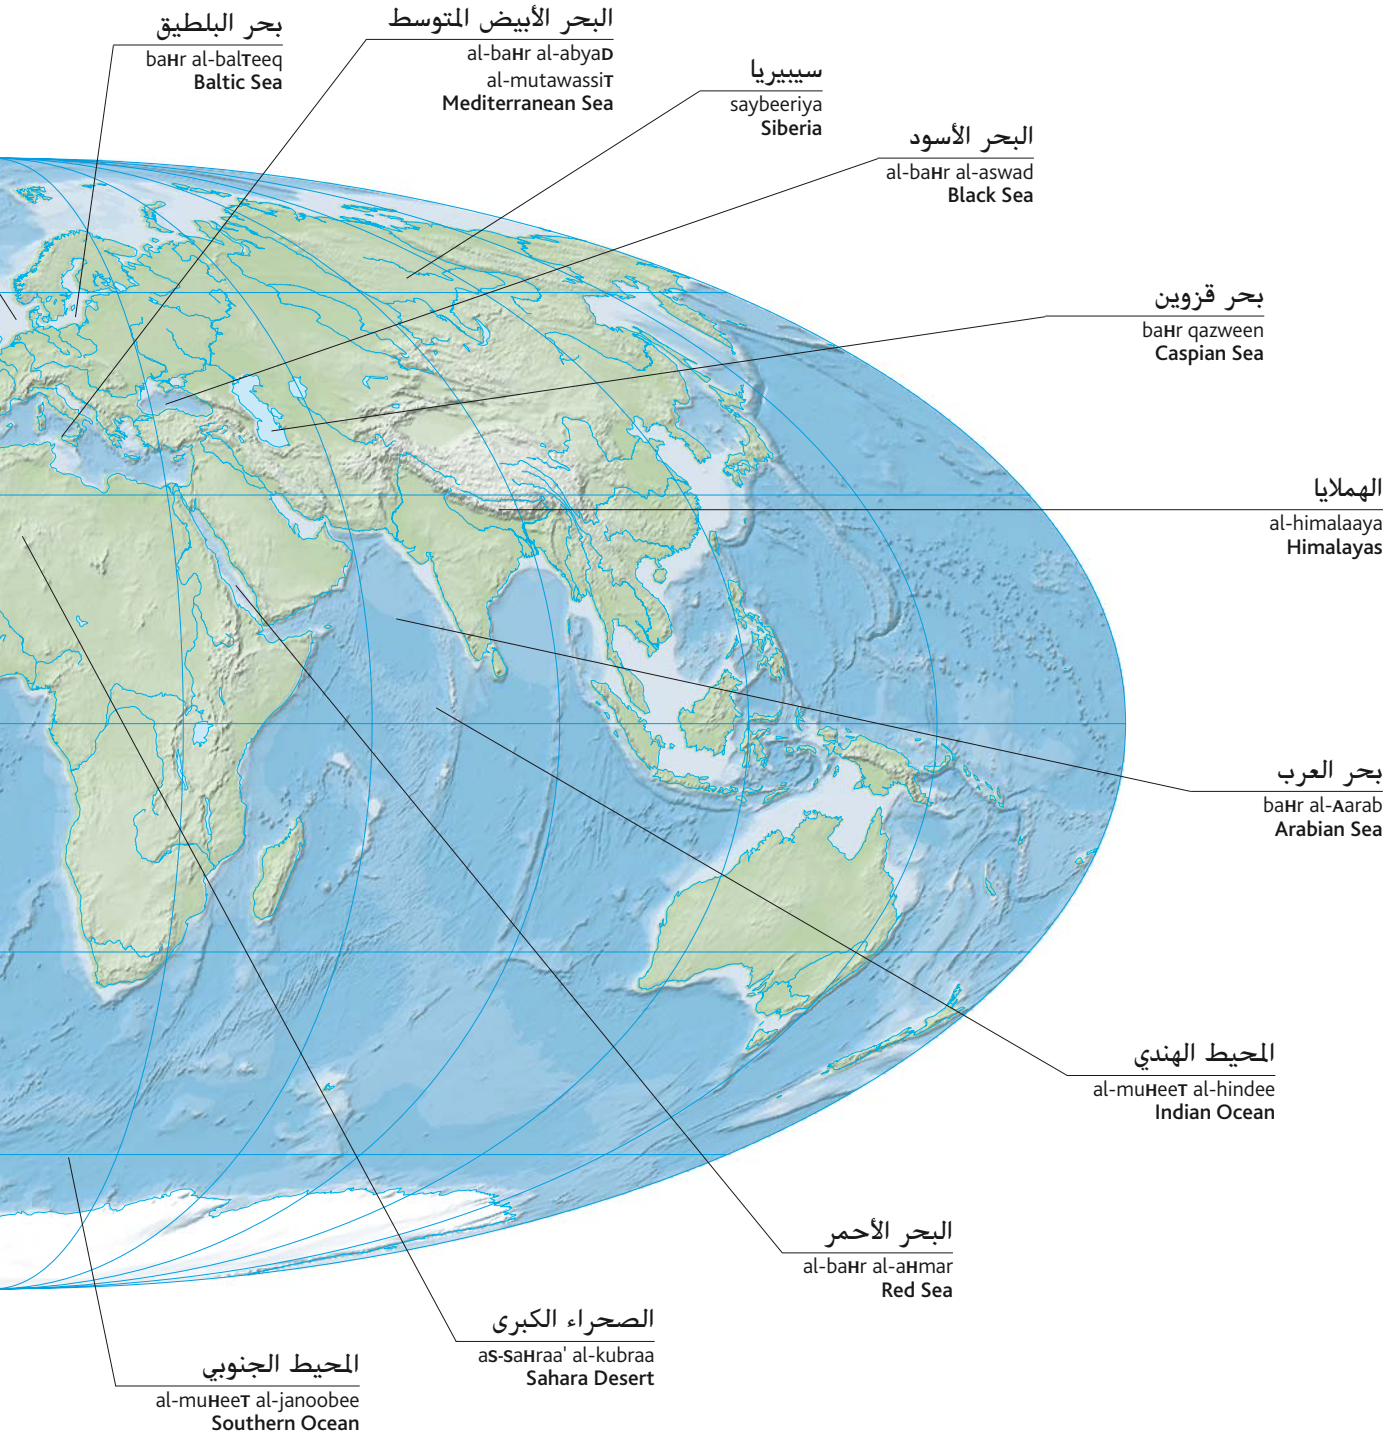 بحر البلطيق
baHr al-balTeeq
Baltic Sea
البحر الأبيض المتوسط
al-baHr al-abyaD
al-mutawassiT
Mediterranean Sea
سيبيريا
saybeeriya
Siberia
البحر الأسود
al-baHr al-aswad
Black Sea
بحر قزوين
baHr qazween
Caspian Sea
الهملايا
al-himalaaya
Himalayas
بحر العرب
baHr al-Aarab
Arabian Sea
المحيط الهندي
al-muHeeT al-hindee
Indian Ocean
البحر الأحمر
al-baHr al-aHmar
Red Sea
الصحراء الكبرى
aS-SaHraa' al-kubraa
Sahara Desert
المحيط الجنوبي
al-muHeeT al-janoobee
Southern Ocean